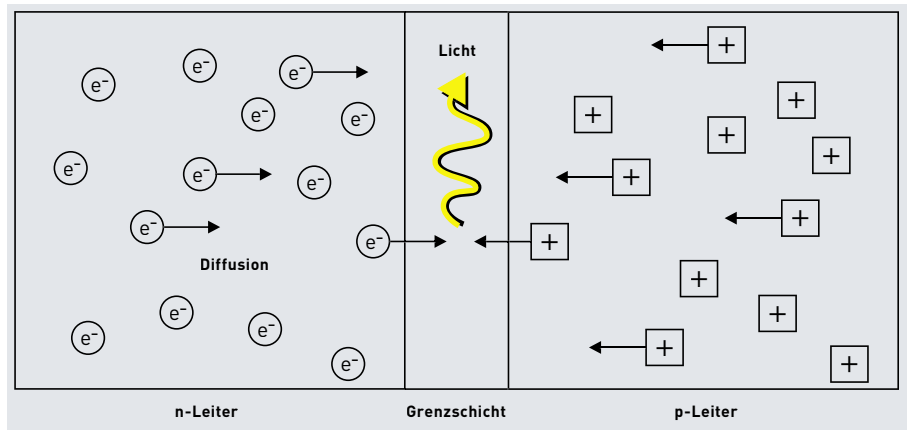 Licht
e⁻
e⁻
e⁻
e⁻
e⁻
e⁻
e⁻
e⁻
e⁻
e⁻
e⁻
e⁻
e⁻
e⁻
+
+
+
+
+
+
+
+
+
+
+
+
+
Diffusion
n-Leiter
Grenzschicht
p-Leiter